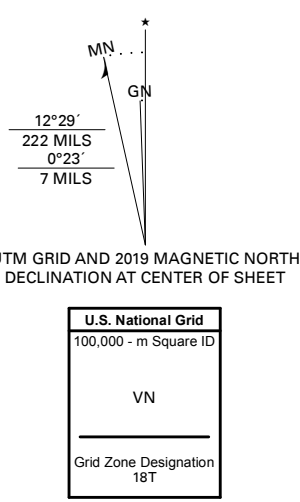 ★
MN
GN
12°29´
222 MILS
0°23´
7 MILS
UTM GRID AND 2019 MAGNETIC NORTH
DECLINATION AT CENTER OF SHEET
U.S. National Grid
100,000 - m Square ID
VN
Grid Zone Designation
18T